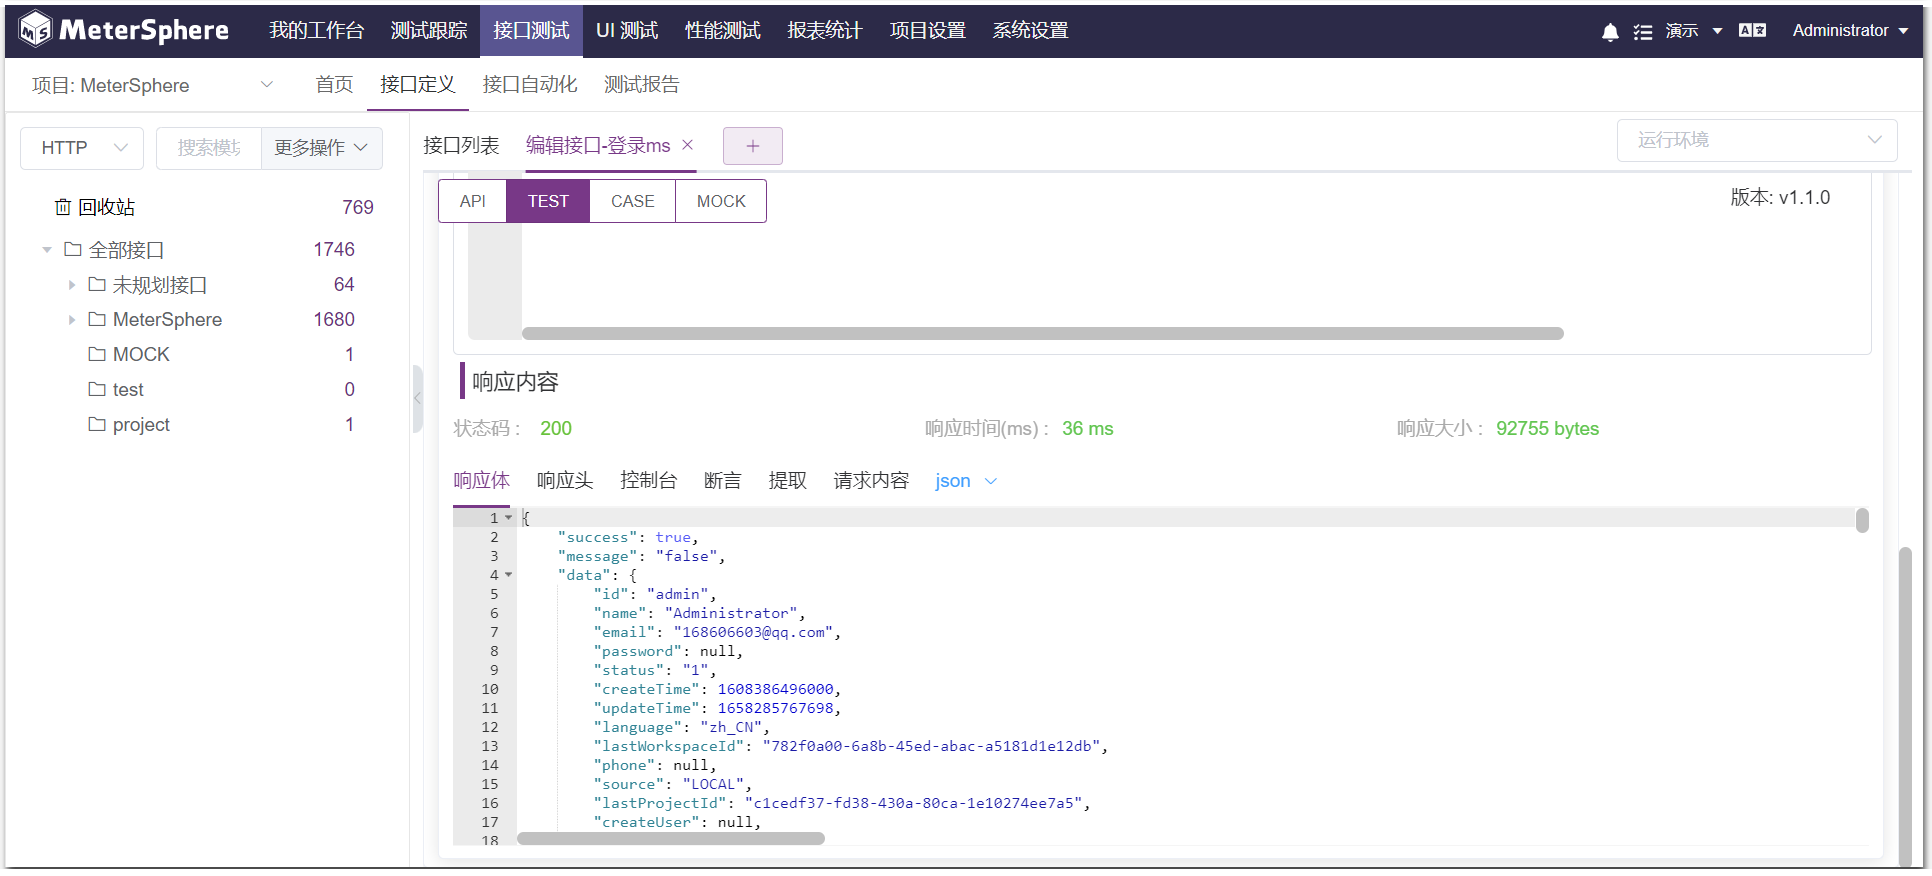 MeterSphere 我的工作台 测试跟踪 接口测试 UI 测试 性能测试 报表统计 项目设置 系统设置 演示 Administrator
项目: MeterSphere 首页 接口定义 接口自动化 测试报告
HTTP 搜索模块 更多操作
接口列表 编辑接口-登录ms × + 运行环境
回收站 769
全部接口 1746
未规划接口 64
MeterSphere 1680
MOCK 1
test 0
project 1
API TEST CASE MOCK
版本: v1.1.0
响应内容
状态码 : 200 响应时间(ms) : 36 ms 响应大小 : 92755 bytes
响应体 响应头 控制台 断言 提取 请求内容 json
1 {
2 "success": true,
3 "message": "false",
4 "data": {
5 "id": "admin",
6 "name": "Administrator",
7 "email": "168606603@qq.com",
8 "password": null,
9 "status": "1",
10 "createTime": 1608386496000,
11 "updateTime": 1658285767698,
12 "language": "zh_CN",
13 "lastWorkspaceId": "782f0a00-6a8b-45ed-abac-a5181d1e12db",
14 "phone": null,
15 "source": "LOCAL",
16 "lastProjectId": "c1cedf37-fd38-430a-80ca-1e10274ee7a5",
17 "createUser": null,
18